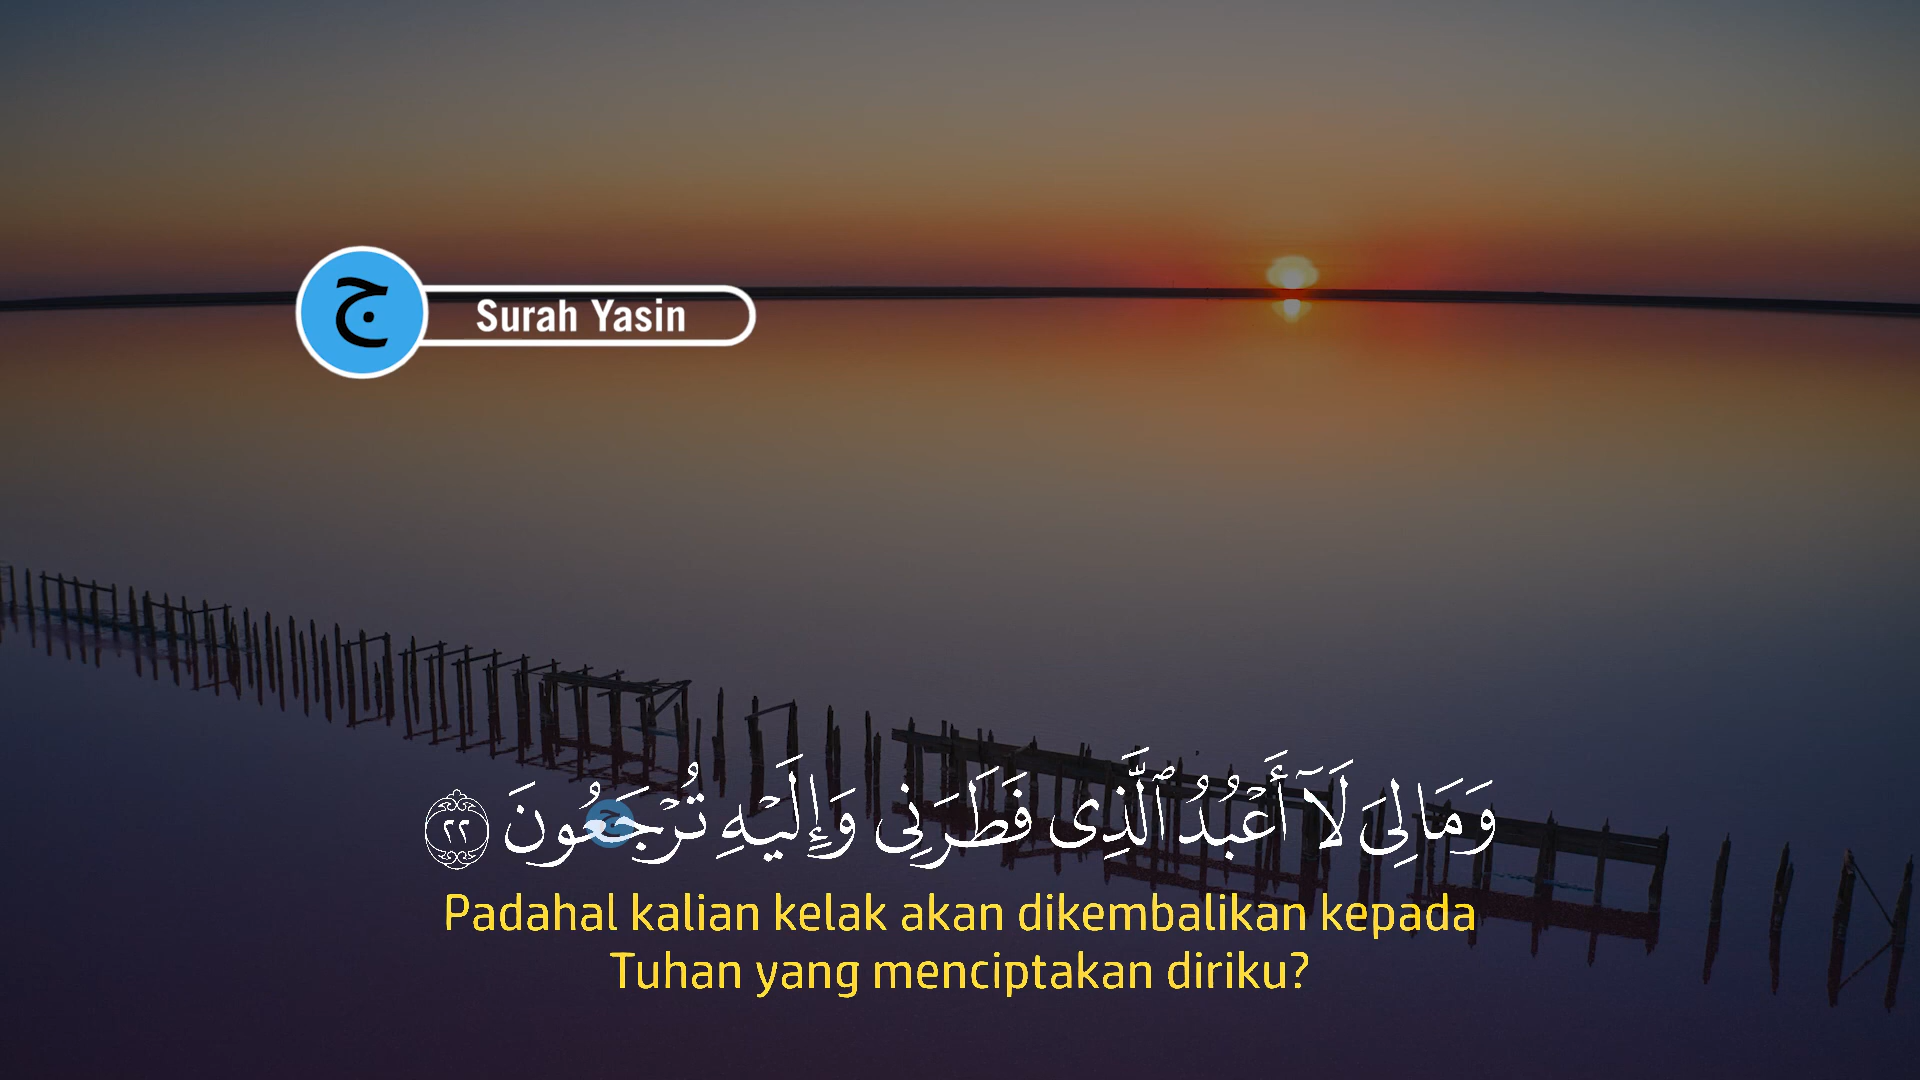 ج
Surah Yasin
وَمَا لِىَ لَآ أَعْبُدُ ٱلَّذِى فَطَرَنِى وَإِلَيْهِ تُرْجَعُونَ ٢٢
ج
Padahal kalian kelak akan dikembalikan kepada
Tuhan yang menciptakan diriku?